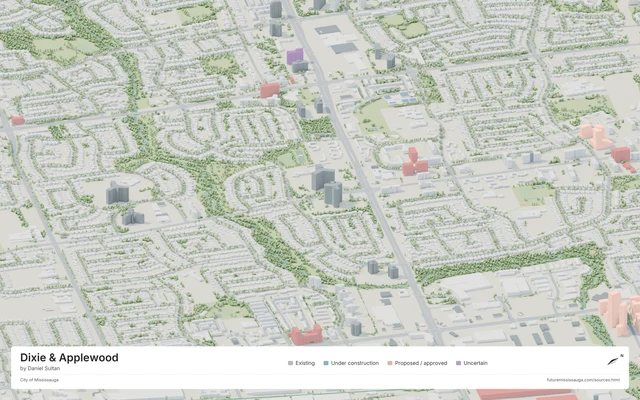 Dixie & Applewood
by Daniel Sultan
Existing
Under construction
Proposed / approved
Uncertain
N
City of Mississauga
futuremississauga.com/sources.html